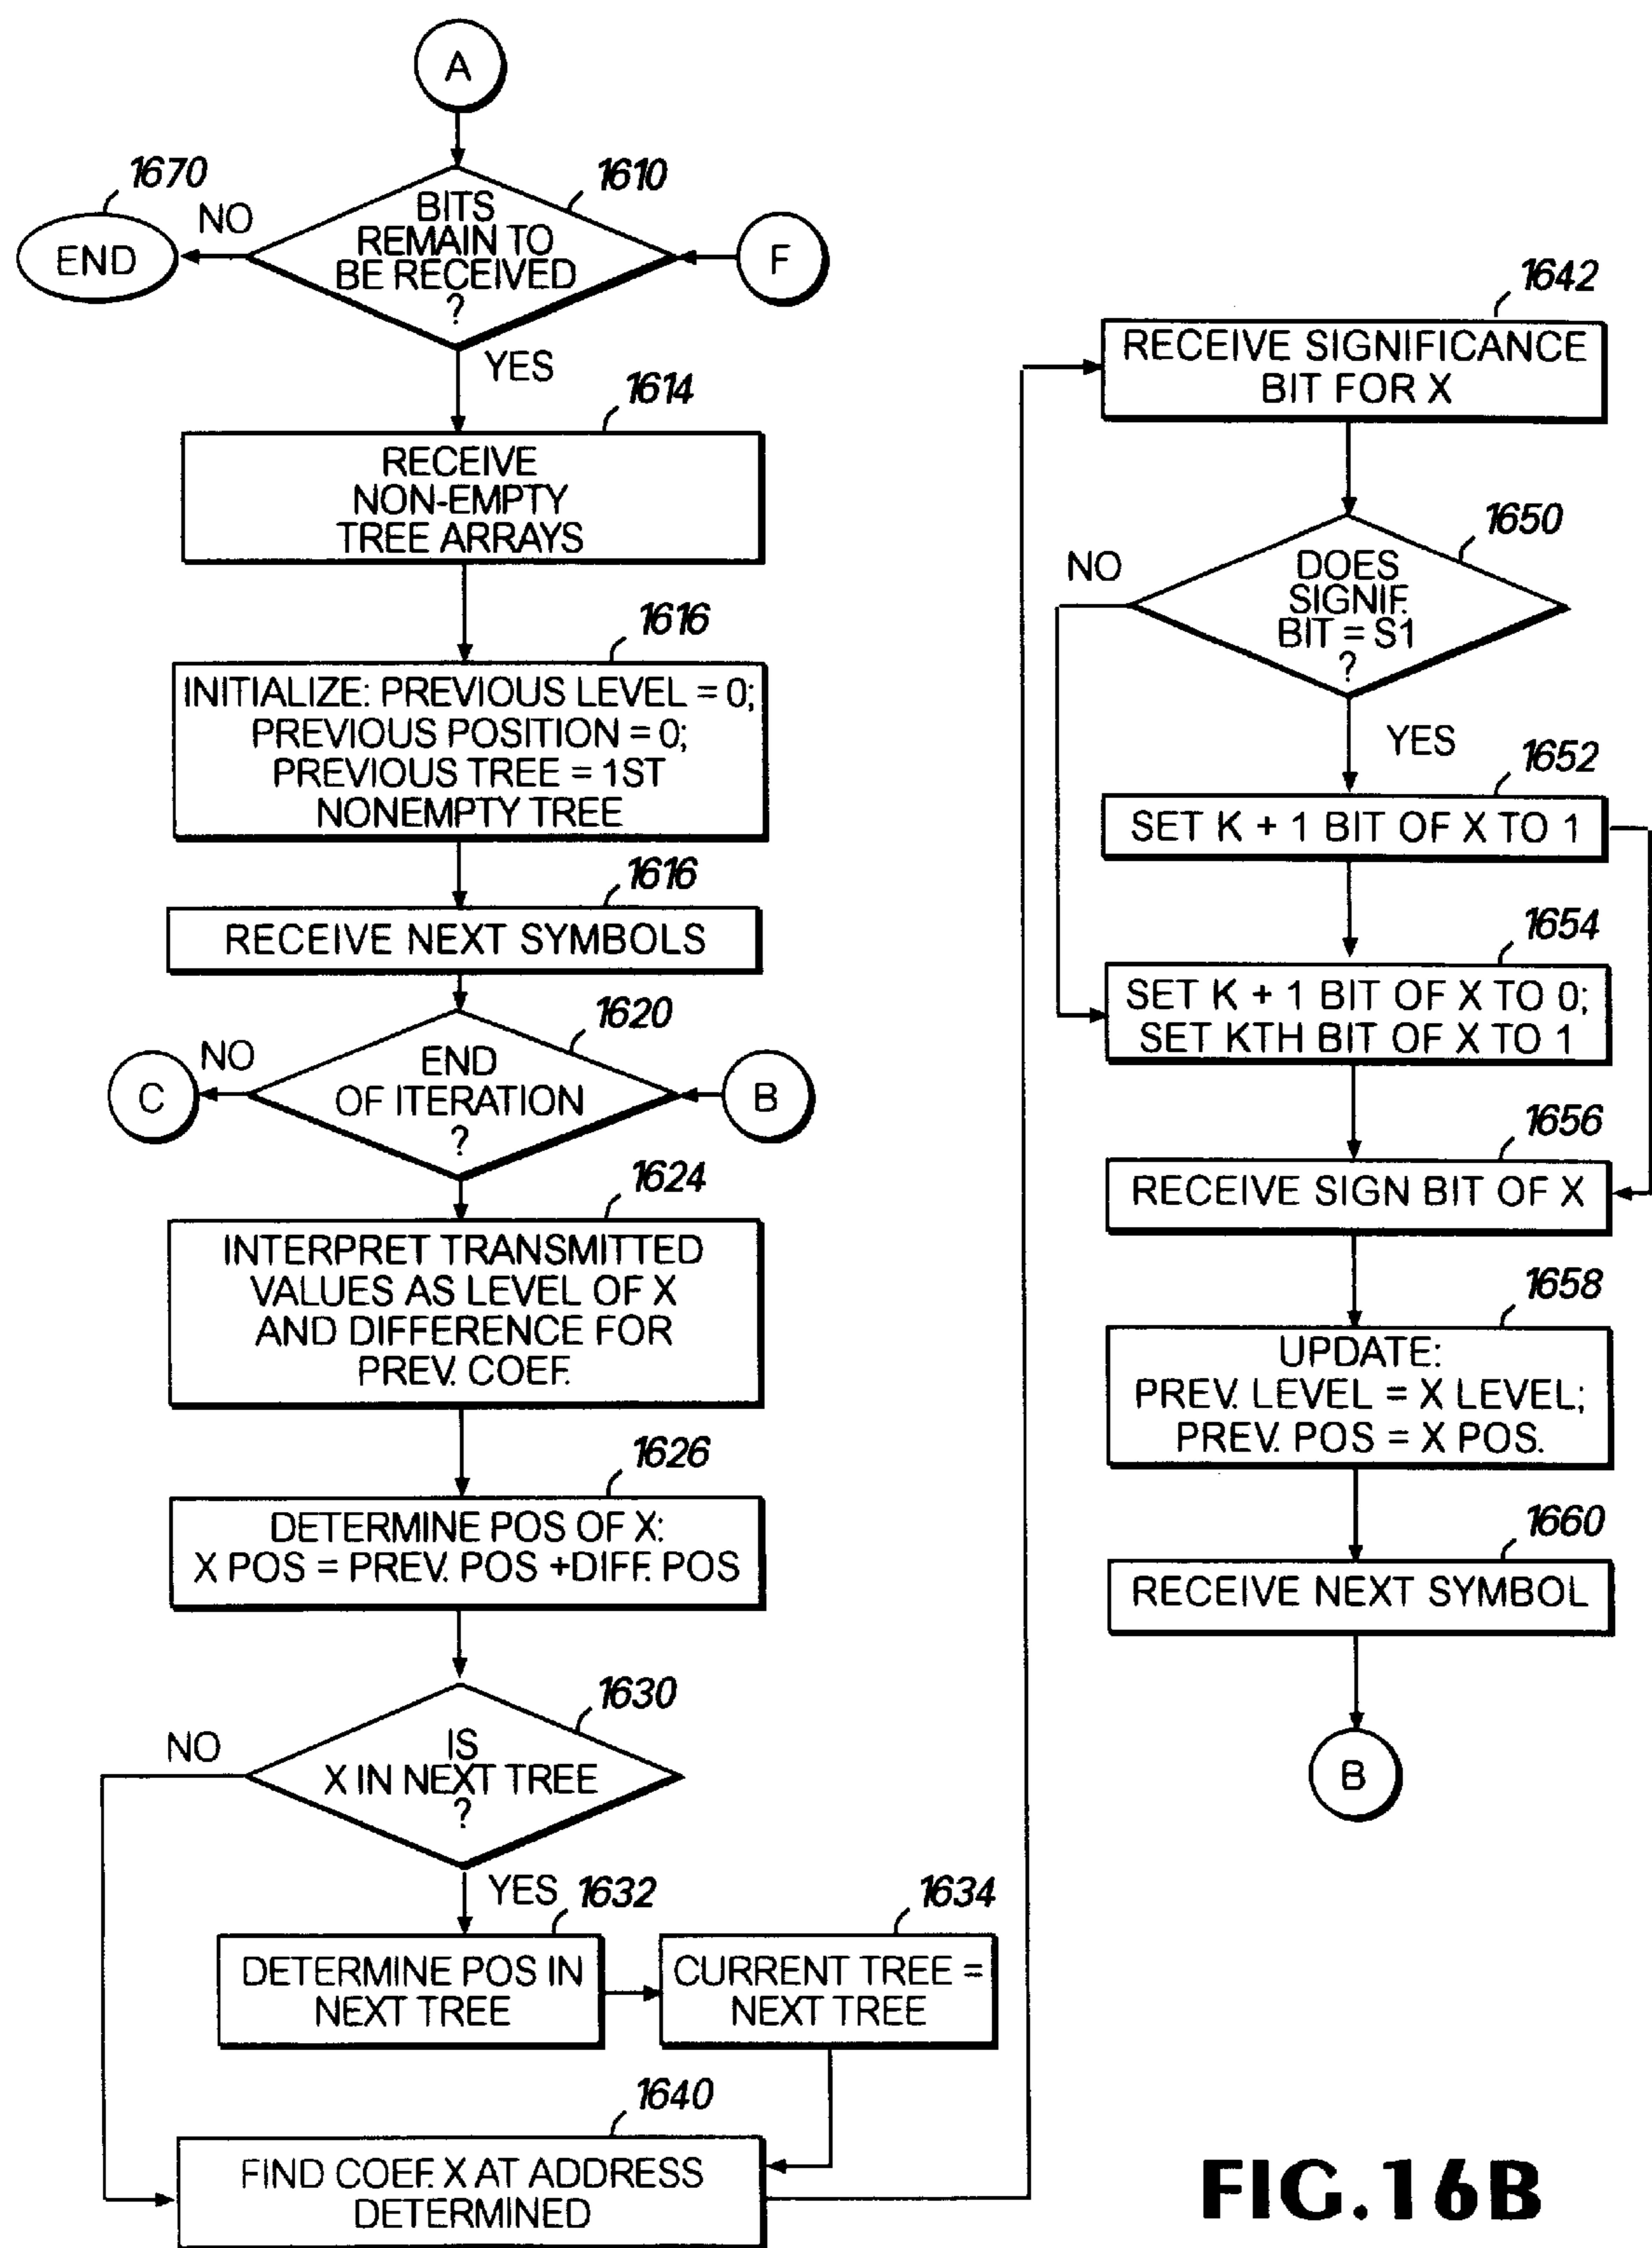 A
1670
1610
NO
BITS
REMAIN TO
BE RECEIVED
?
END
F
YES
1614
RECEIVE
NON-EMPTY
TREE ARRAYS
1616
INITIALIZE: PREVIOUS LEVEL = 0;
PREVIOUS POSITION = 0;
PREVIOUS TREE = 1ST
NONEMPTY TREE
1616
RECEIVE NEXT SYMBOLS
1620
NO
C
END
OF ITERATION
?
B
1624
INTERPRET TRANSMITTED
VALUES AS LEVEL OF X
AND DIFFERENCE FOR
PREV. COEF.
1626
DETERMINE POS OF X:
X POS = PREV. POS +DIFF. POS
1630
NO
IS
X IN NEXT TREE
?
YES
1632
DETERMINE POS IN
NEXT TREE
1634
CURRENT TREE =
NEXT TREE
1640
FIND COEF. X AT ADDRESS
DETERMINED
1642
RECEIVE SIGNIFICANCE
BIT FOR X
1650
NO
DOES
SIGNIF.
BIT = S1
?
YES
1652
SET K + 1 BIT OF X TO 1
1654
SET K + 1 BIT OF X TO 0;
SET KTH BIT OF X TO 1
1656
RECEIVE SIGN BIT OF X
1658
UPDATE:
PREV. LEVEL = X LEVEL;
PREV. POS = X POS.
1660
RECEIVE NEXT SYMBOL
B
FIG.16B